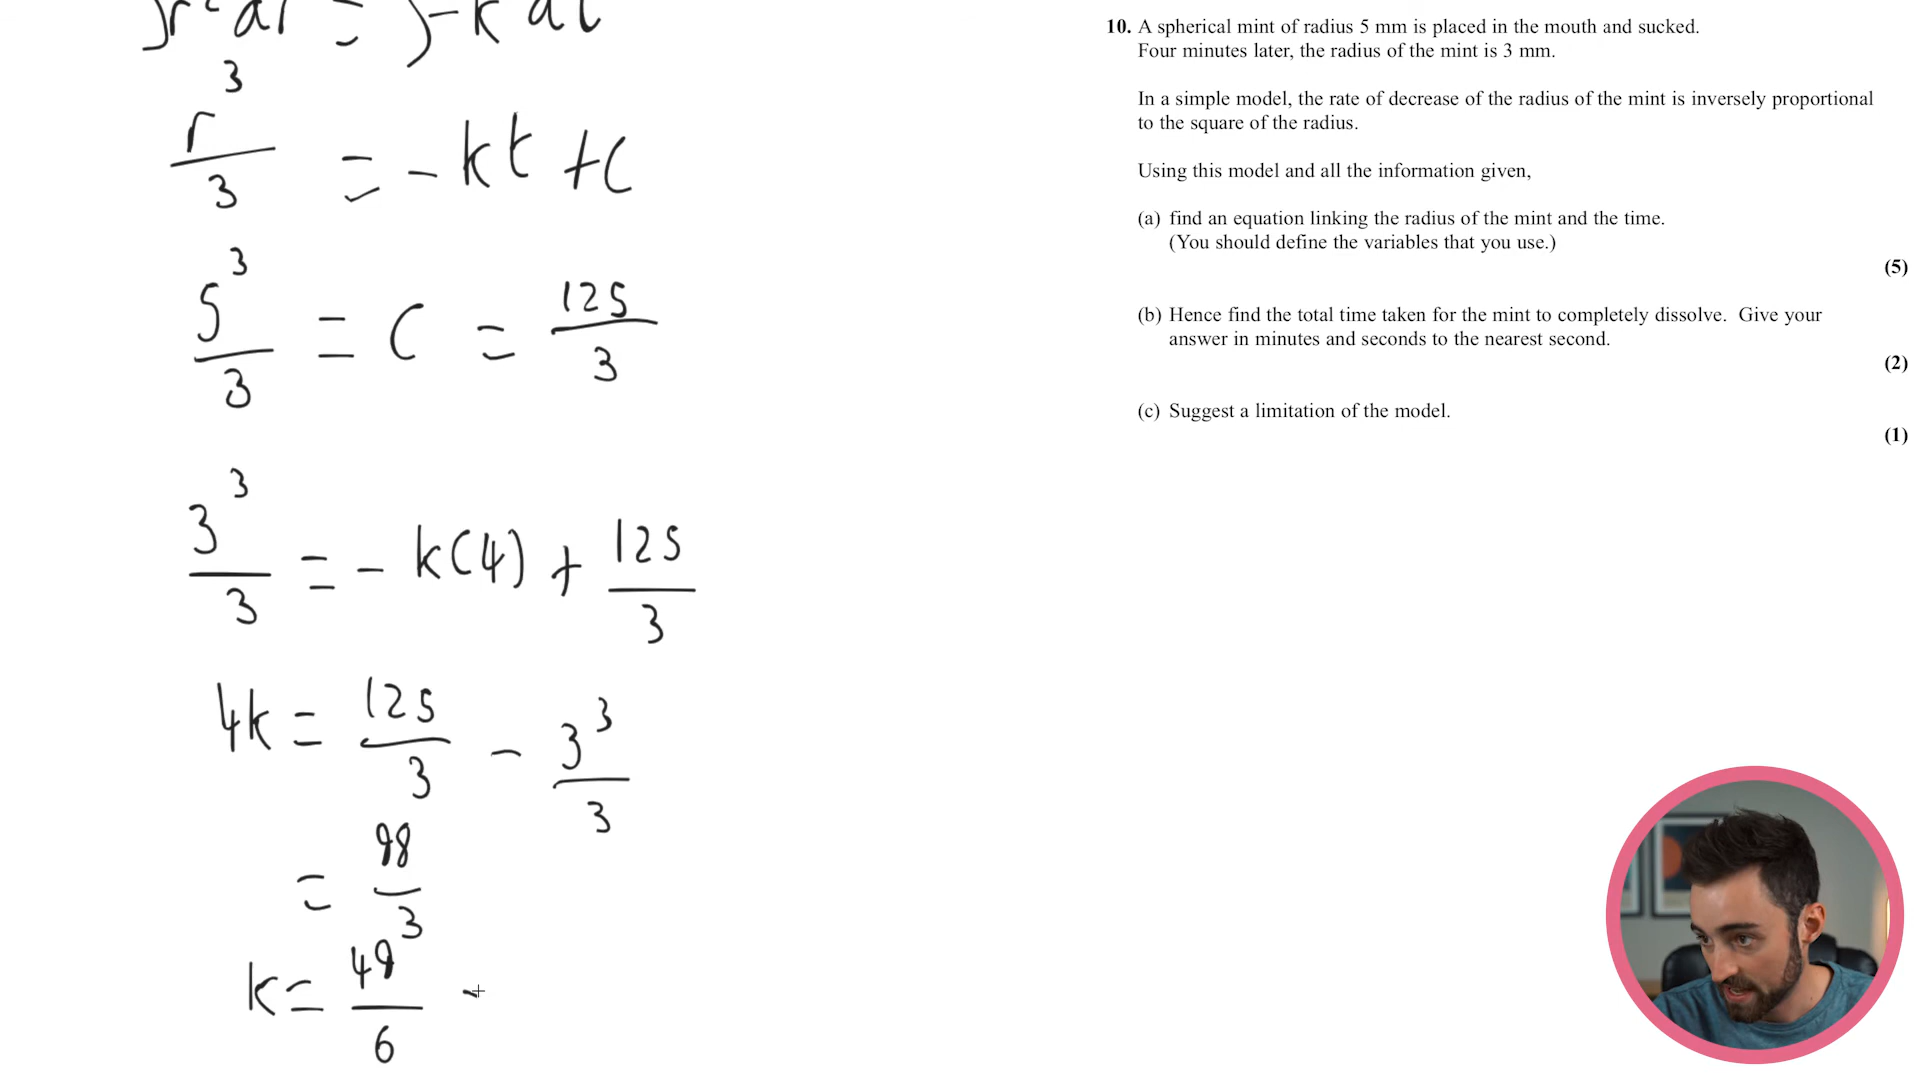 ∫r² dr = ∫-k dt
r³/3 = -kt + C
5³/3 = C = 125/3
3³/3 = -k(4) + 125/3
4k = 125/3 - 3³/3
= 98/3
k = 49/6
10. A spherical mint of radius 5 mm is placed in the mouth and sucked.
Four minutes later, the radius of the mint is 3 mm.
In a simple model, the rate of decrease of the radius of the mint is inversely proportional
to the square of the radius.
Using this model and all the information given,
(a) find an equation linking the radius of the mint and the time.
(You should define the variables that you use.)
(5)
(b) Hence find the total time taken for the mint to completely dissolve. Give your
answer in minutes and seconds to the nearest second.
(2)
(c) Suggest a limitation of the model.
(1)